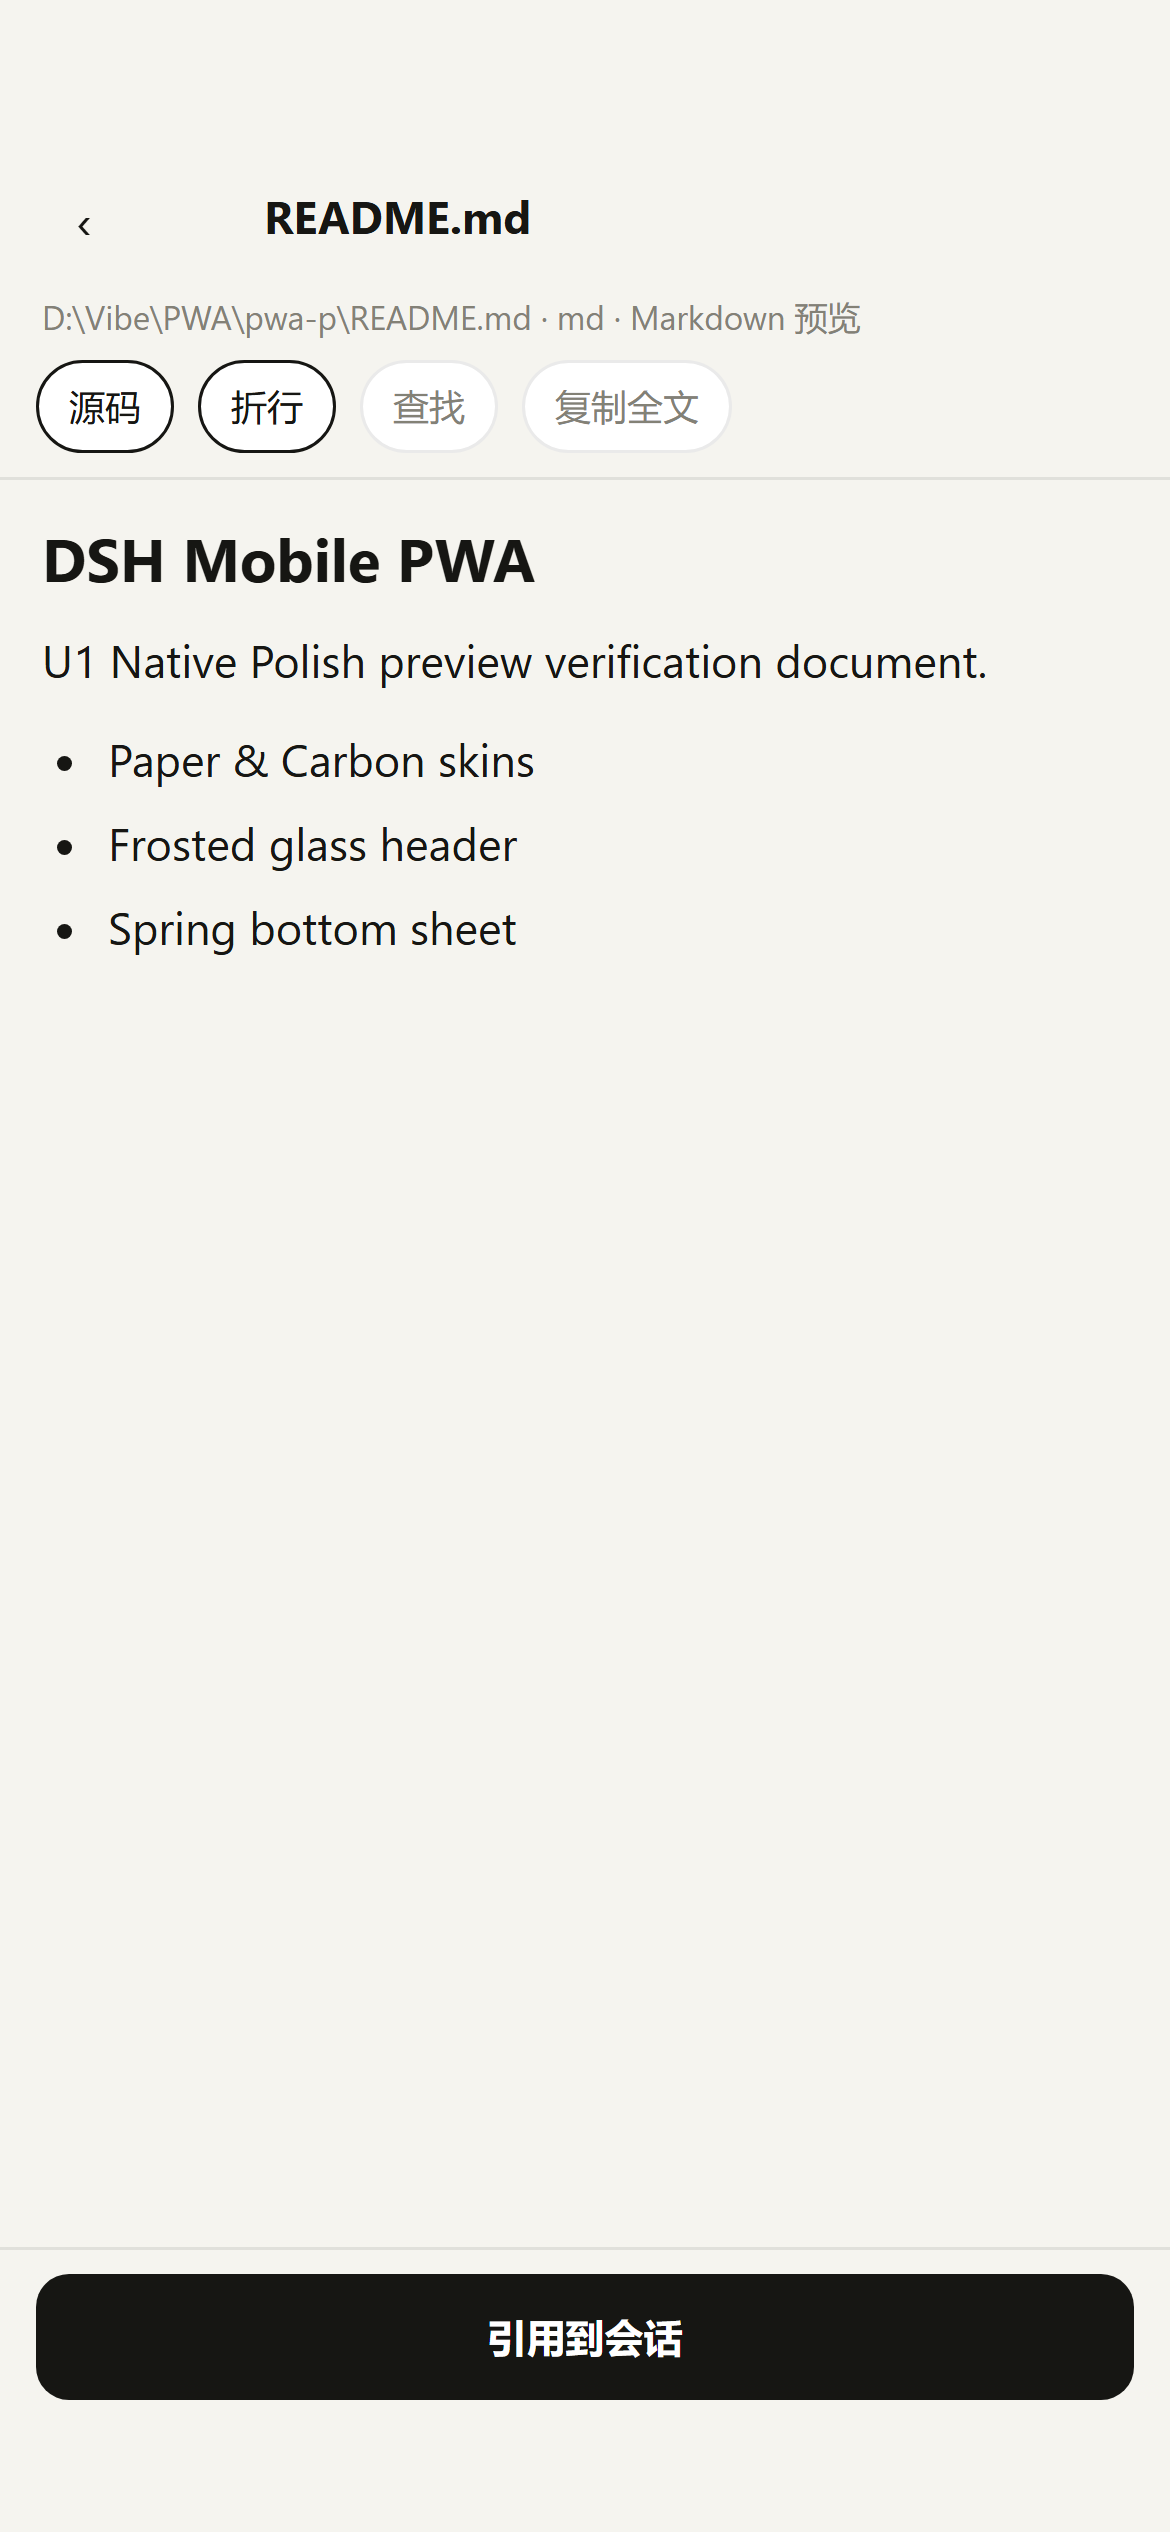 ‹ README.md
D:\Vibe\PWA\pwa-p\README.md · md · Markdown 预览
源码 折行 查找 复制全文
DSH Mobile PWA
U1 Native Polish preview verification document.
• Paper & Carbon skins
• Frosted glass header
• Spring bottom sheet
引用到会话